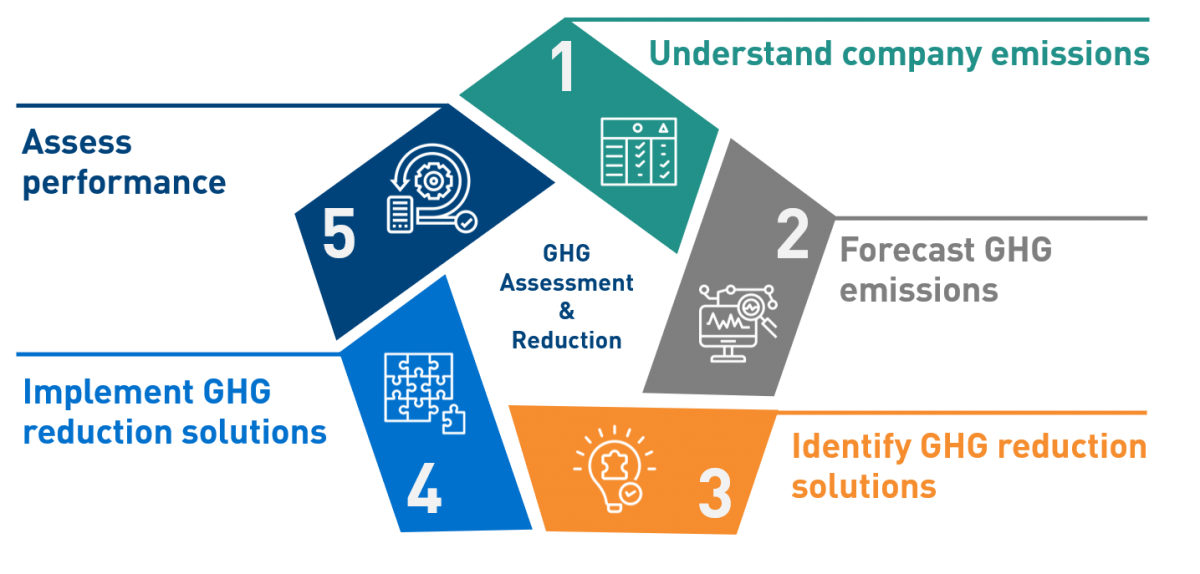 1
Understand company emissions
2
Forecast GHG
emissions
3
Identify GHG reduction
solutions
4
Implement GHG
reduction solutions
5
Assess
performance
GHG
Assessment
&
Reduction